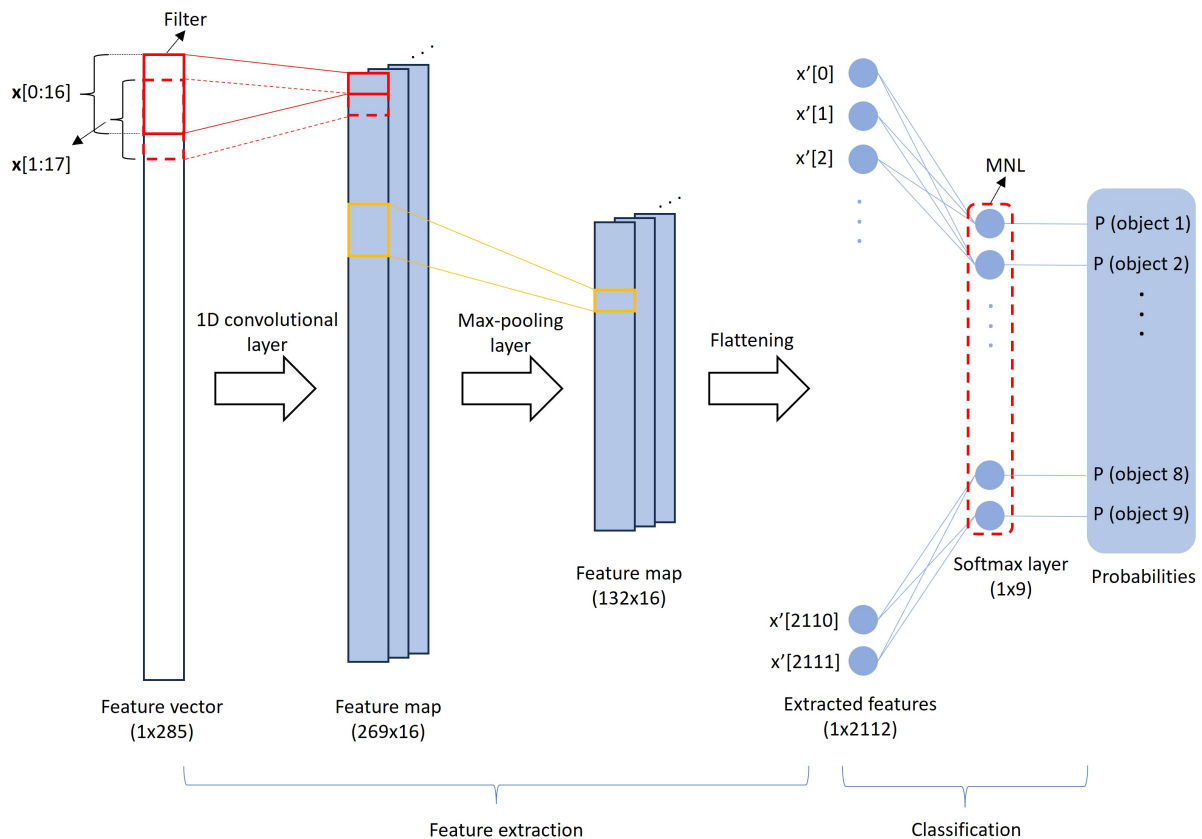 Filter
x[0:16]
x[1:17]
1D convolutional
layer
Max-pooling
layer
Flattening
x'[0]
x'[1]
x'[2]
MNL
P (object 1)
P (object 2)
P (object 8)
P (object 9)
x'[2110]
x'[2111]
Feature vector
(1x285)
Feature map
(269x16)
Feature map
(132x16)
Extracted features
(1x2112)
Softmax layer
(1x9)
Probabilities
Feature extraction
Classification